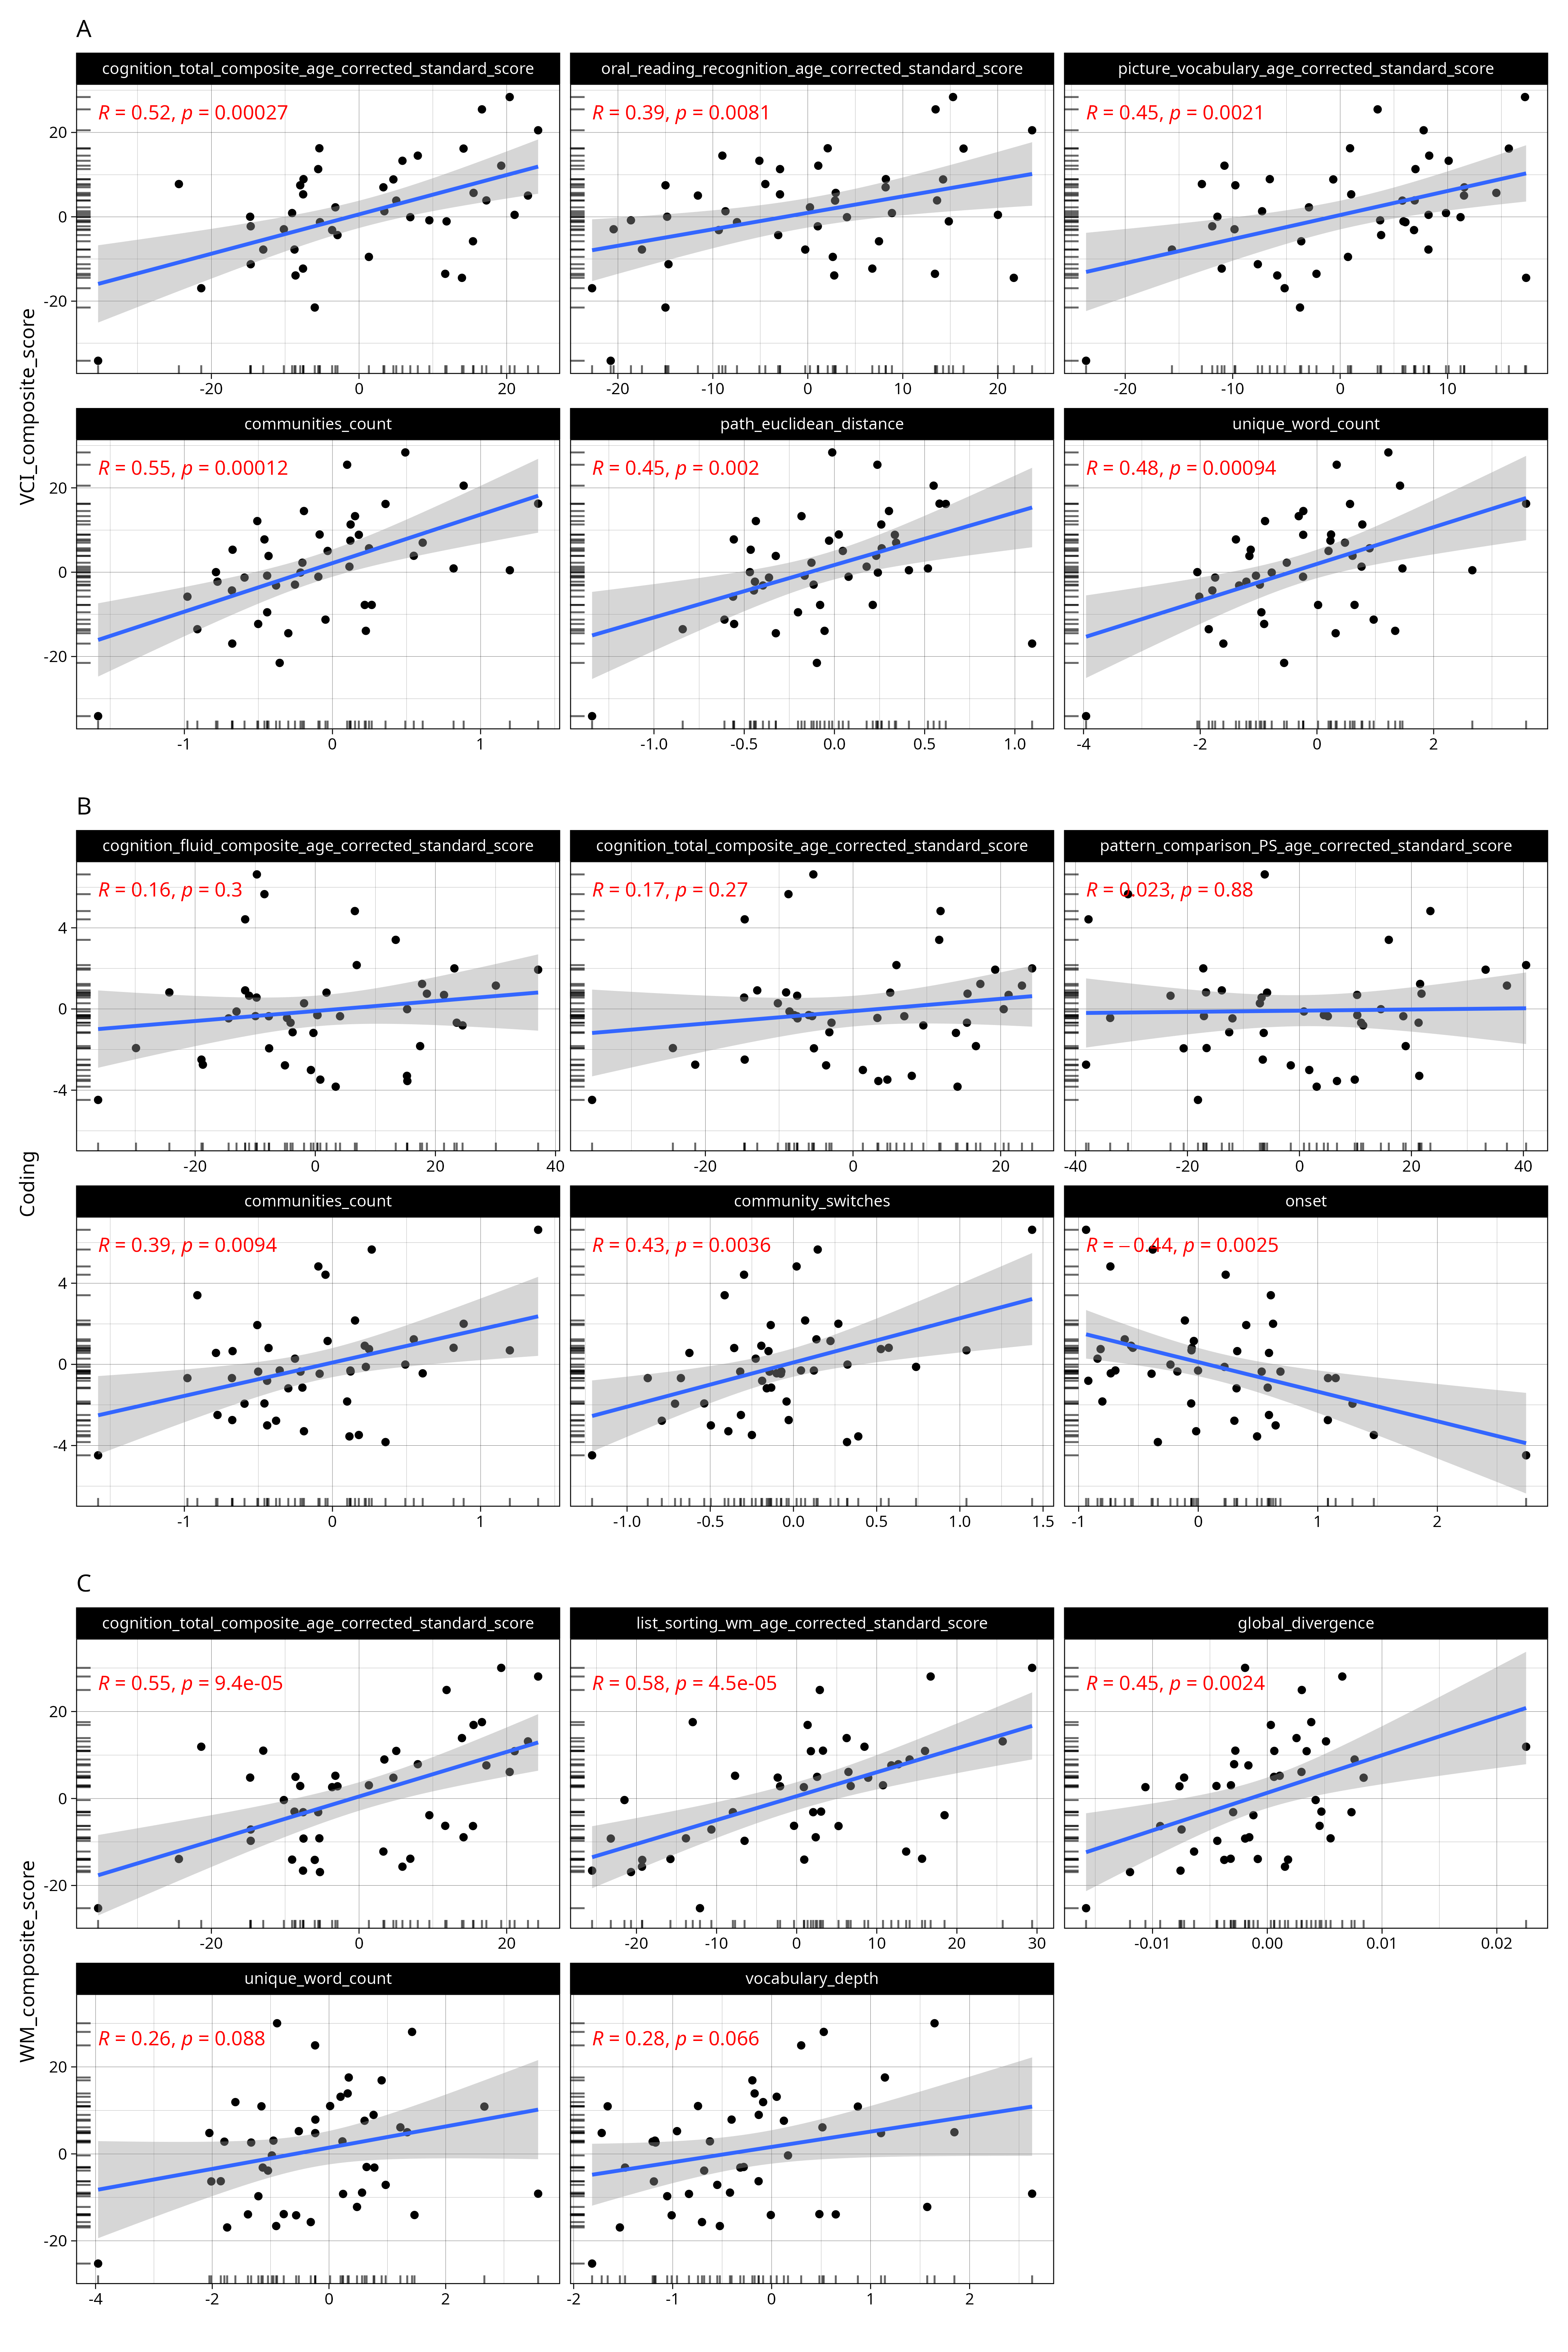 A
cognition_total_composite_age_corrected_standard_score
oral_reading_recognition_age_corrected_standard_score
picture_vocabulary_age_corrected_standard_score
R = 0.52, p = 0.00027
R = 0.39, p = 0.0081
R = 0.45, p = 0.0021
20
0
-20
-20 0 20
-20 -10 0 10 20
-20 -10 0 10
VCI_composite_score
communities_count
path_euclidean_distance
unique_word_count
R = 0.55, p = 0.00012
R = 0.45, p = 0.002
R = 0.48, p = 0.00094
20
0
-20
-1 0 1
-1.0 -0.5 0.0 0.5 1.0
-4 -2 0 2
B
cognition_fluid_composite_age_corrected_standard_score
cognition_total_composite_age_corrected_standard_score
pattern_comparison_PS_age_corrected_standard_score
R = 0.16, p = 0.3
R = 0.17, p = 0.27
R = 0.023, p = 0.88
4
0
-4
-20 0 20 40
-20 0 20
-40 -20 0 20 40
Coding
communities_count
community_switches
onset
R = 0.39, p = 0.0094
R = 0.43, p = 0.0036
R = −0.44, p = 0.0025
4
0
-4
-1 0 1
-1.0 -0.5 0.0 0.5 1.0 1.5
-1 0 1 2
C
cognition_total_composite_age_corrected_standard_score
list_sorting_wm_age_corrected_standard_score
global_divergence
R = 0.55, p = 9.4e-05
R = 0.58, p = 4.5e-05
R = 0.45, p = 0.0024
20
0
-20
-20 0 20
-20 -10 0 10 20 30
-0.01 0.00 0.01 0.02
WM_composite_score
unique_word_count
vocabulary_depth
R = 0.26, p = 0.088
R = 0.28, p = 0.066
20
0
-20
-4 -2 0 2
-2 -1 0 1 2